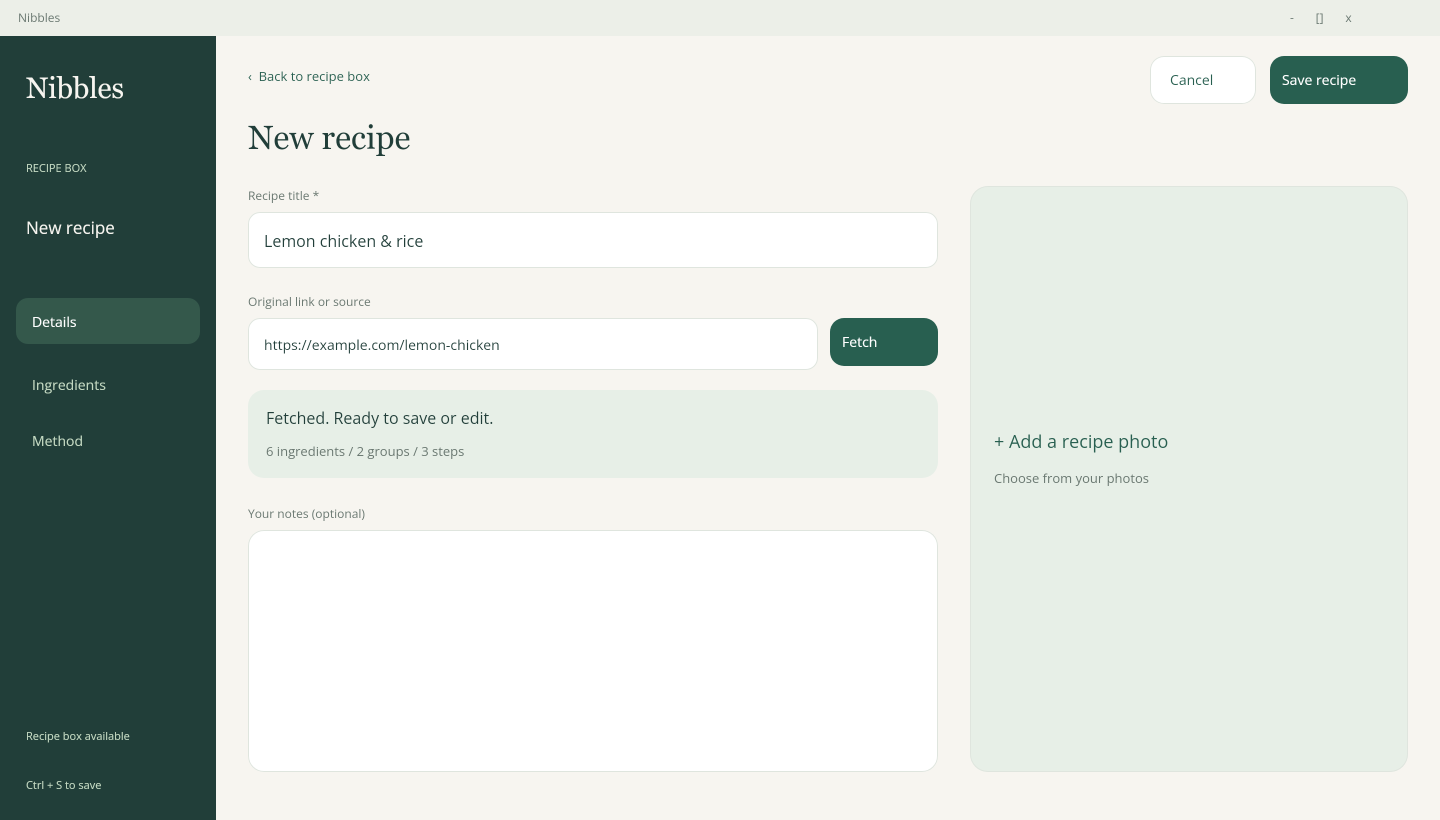 Nibbles
- [] x
Nibbles
RECIPE BOX
New recipe
Details
Ingredients
Method
Recipe box available
Ctrl + S to save
‹ Back to recipe box
Cancel
Save recipe
New recipe
Recipe title *
Lemon chicken & rice
Original link or source
https://example.com/lemon-chicken
Fetch
Fetched. Ready to save or edit.
6 ingredients / 2 groups / 3 steps
Your notes (optional)
+ Add a recipe photo
Choose from your photos